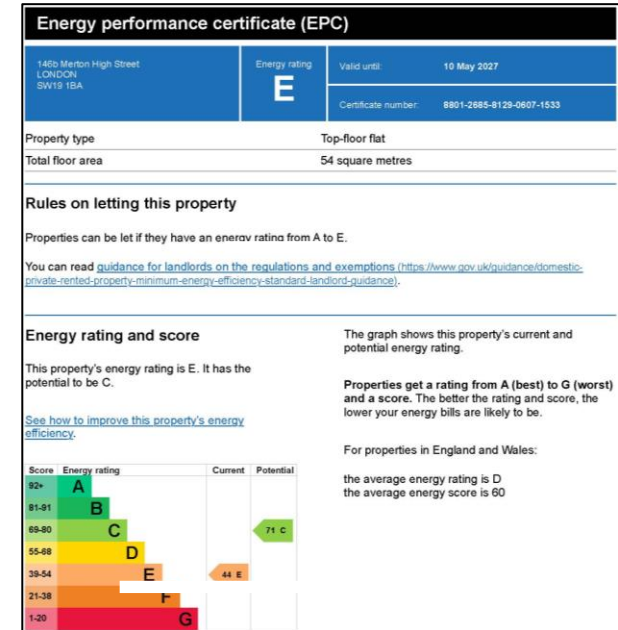 Energy performance certificate (EPC)
146b Merton High Street
LONDON
SW19 1BA
Energy rating
E
Valid until:
10 May 2027
Certificate number:
8801-2685-8129-0607-1533
Property type
Top-floor flat
Total floor area
54 square metres
Rules on letting this property
Properties can be let if they have an energy rating from A to E.
You can read guidance for landlords on the regulations and exemptions (https://www.gov.uk/guidance/domestic-
private-rented-property-minimum-energy-efficiency-standard-landlord-guidance).
Energy rating and score
This property's energy rating is E. It has the
potential to be C.
See how to improve this property's energy
efficiency.
The graph shows this property's current and
potential energy rating.
Properties get a rating from A (best) to G (worst)
and a score. The better the rating and score, the
lower your energy bills are likely to be.
For properties in England and Wales:
the average energy rating is D
the average energy score is 60
Score Energy rating Current Potential
92+ A
81-91 B
69-80 C 71 C
55-68 D
39-54 E 44 E
21-38 F
1-20 G